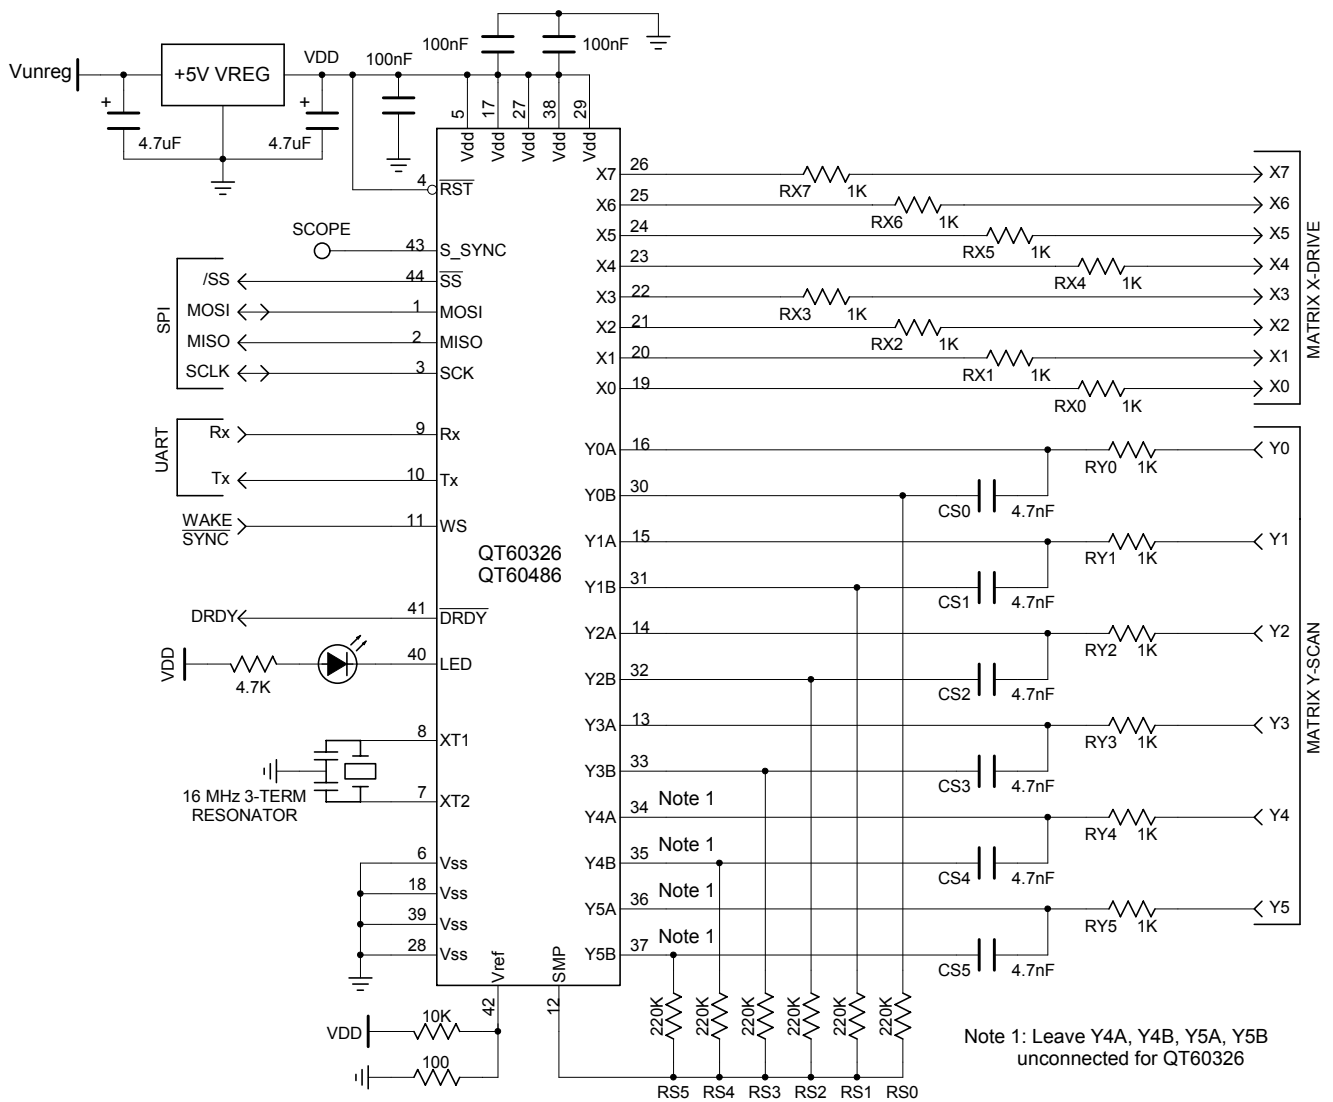 100nF
100nF
Vunreg
+5V VREG
VDD
100nF
+
4.7uF
+
4.7uF
5
17
27
38
29
Vdd
Vdd
Vdd
Vdd
Vdd
4
RST
SCOPE
43
S_SYNC
SPI
/SS
44
SS
MOSI
1
MOSI
MISO
2
MISO
SCLK
3
SCK
UART
Rx
9
Rx
Tx
10
Tx
WAKE
SYNC
11
WS
QT60326
QT60486
DRDY
41
DRDY
VDD
4.7K
40
LED
8
XT1
16 MHz 3-TERM
RESONATOR
7
XT2
6
Vss
18
Vss
39
Vss
28
Vss
Vref
42
SMP
12
VDD
10K
100
X7
26
RX7
1K
X7
X6
25
RX6
1K
X6
X5
24
RX5
1K
X5
X4
23
RX4
1K
X4
X3
22
RX3
1K
X3
X2
21
RX2
1K
X2
X1
20
RX1
1K
X1
X0
19
RX0
1K
X0
MATRIX X-DRIVE
Y0A
16
RY0
1K
Y0
Y0B
30
CS0
4.7nF
Y1A
15
RY1
1K
Y1
Y1B
31
CS1
4.7nF
Y2A
14
RY2
1K
Y2
Y2B
32
CS2
4.7nF
Y3A
13
RY3
1K
Y3
Y3B
33
CS3
4.7nF
Y4A
34
Note 1
RY4
1K
Y4
Y4B
35
Note 1
CS4
4.7nF
Y5A
36
Note 1
RY5
1K
Y5
Y5B
37
Note 1
CS5
4.7nF
MATRIX Y-SCAN
220K
220K
220K
220K
220K
220K
RS5
RS4
RS3
RS2
RS1
RS0
Note 1: Leave Y4A, Y4B, Y5A, Y5B
unconnected for QT60326